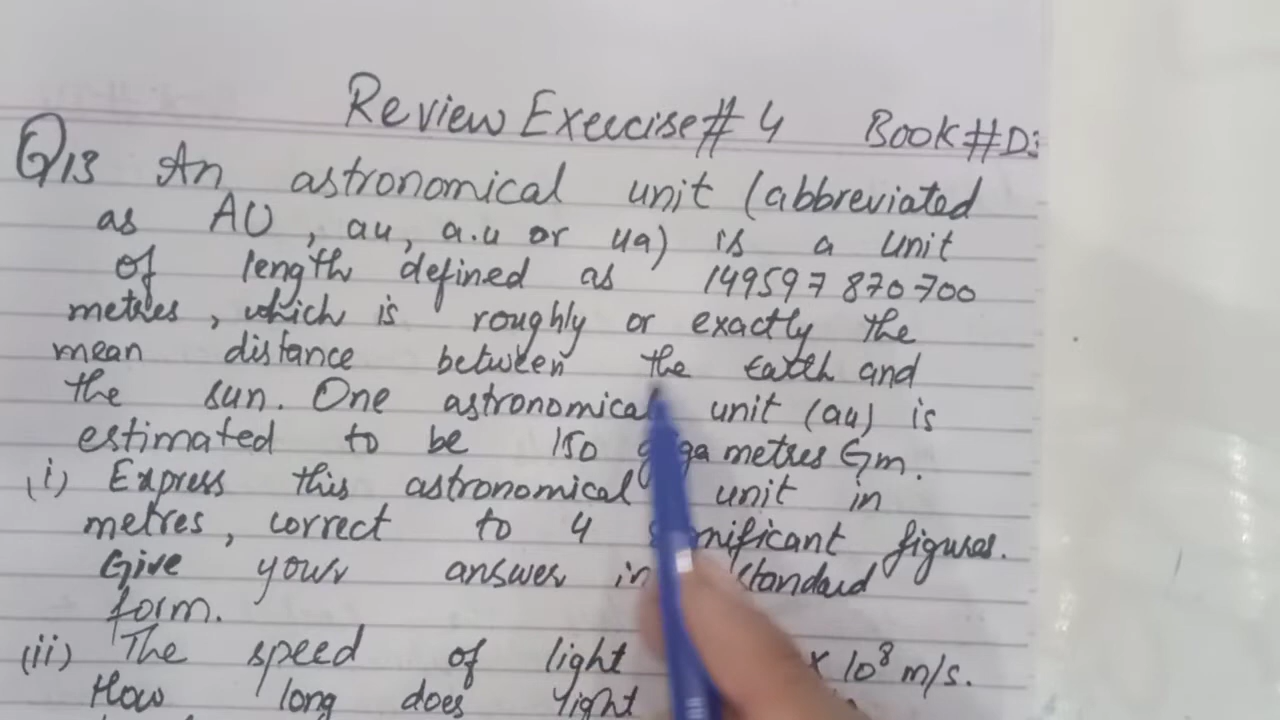 Review Exercise # 4 Book # D3
Q13 An astronomical unit (abbreviated
as AU, au, a.u or ua) is a unit
of length defined as 149597870700
metres, which is roughly or exactly the
mean distance between the Earth and
the sun. One astronomical unit (au) is
estimated to be 150 metres Gm.
(i) Express this astronomical unit in
metres, correct to 4 significant figures.
Give your answer in standard
form.
(ii) The speed of light × 10⁸ m/s.
How long does light